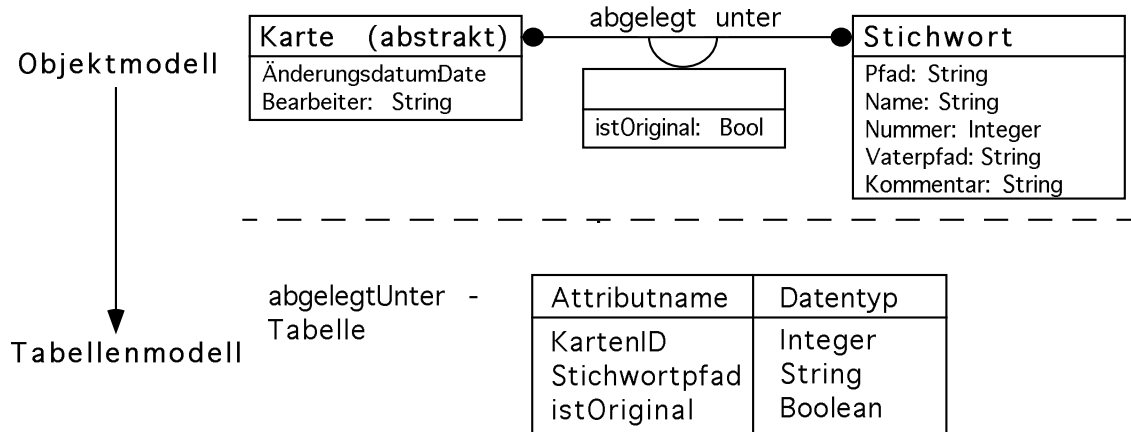 Objektmodell
Karte (abstrakt)
Änderungsdatum:Date
Bearbeiter: String
abgelegt unter
istOriginal: Bool
Stichwort
Pfad: String
Name: String
Nummer: Integer
Vaterpfad: String
Kommentar: String
Tabellenmodell
abgelegtUnter -
Tabelle
Attributname Datentyp
KartenID Integer
Stichwortpfad String
istOriginal Boolean